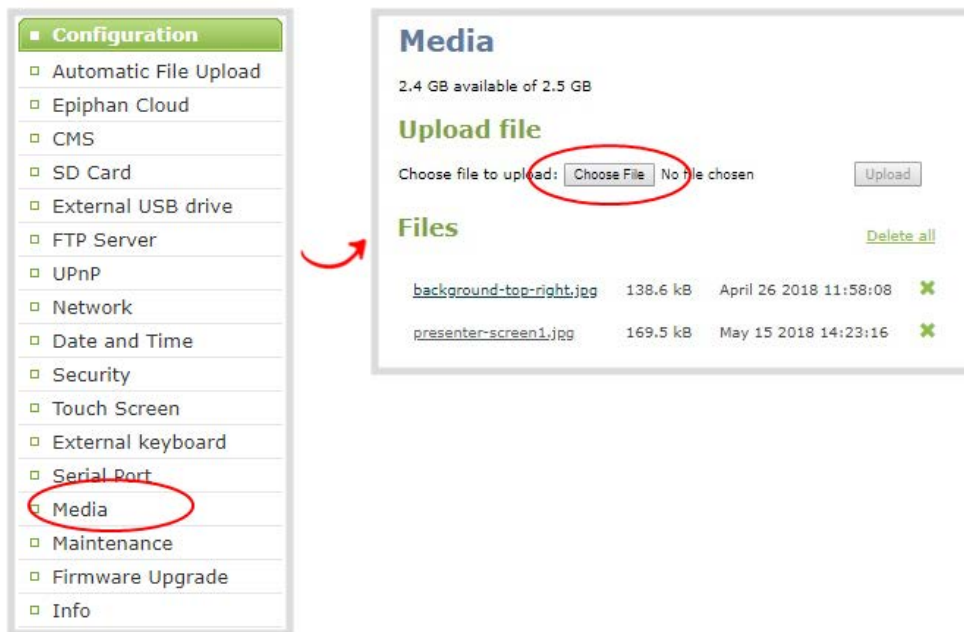 Configuration
Automatic File Upload
Epiphan Cloud
CMS
SD Card
External USB drive
FTP Server
UPnP
Network
Date and Time
Security
Touch Screen
External keyboard
Serial Port
Media
Maintenance
Firmware Upgrade
Info
Media
2.4 GB available of 2.5 GB
Upload file
Choose file to upload: Choose File No file chosen Upload
Files
Delete all
background-top-right.jpg 138.6 kB April 26 2018 11:58:08
presenter-screen1.jpg 169.5 kB May 15 2018 14:23:16